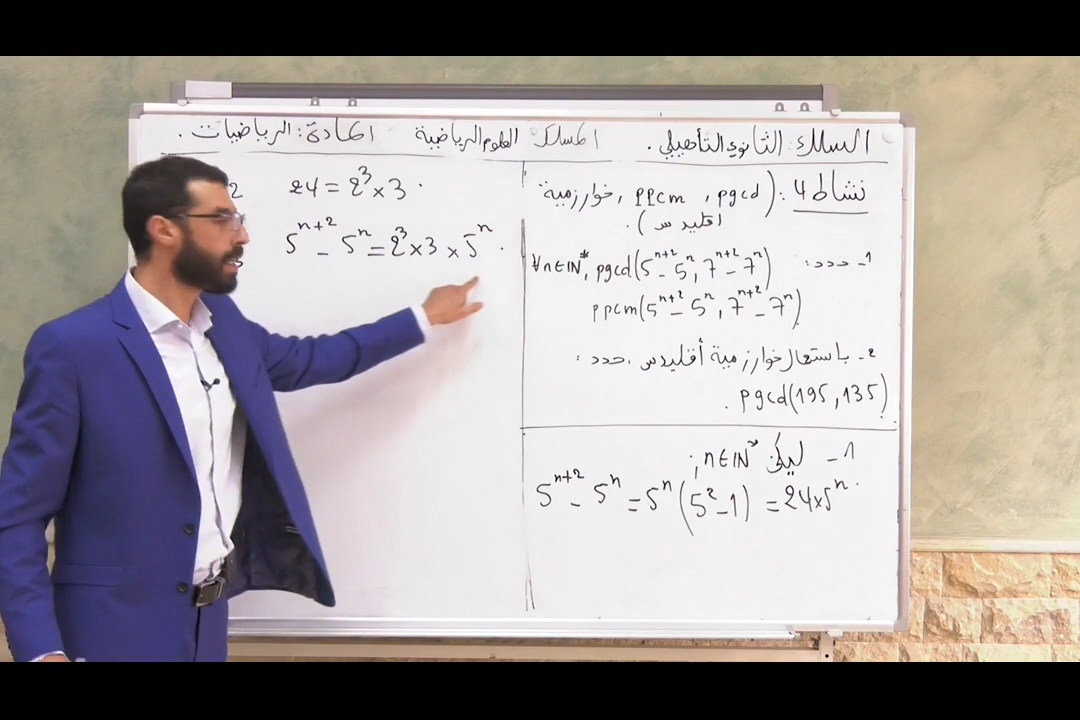 السلك: الثانوي التأهيلي. المسلك العلوم الرياضية المادة: الرياضيات.
نشاط 4: (pgcd, ppcm, خوارزمية
اقليدس).
1- حدد:
∀n∈IN*, pgcd(5ⁿ⁺² - 5ⁿ, 7ⁿ⁺² - 7ⁿ)
ppcm(5ⁿ⁺² - 5ⁿ, 7ⁿ⁺² - 7ⁿ)
2- باستعمال خوارزمية أقليدس. حدد:
pgcd(195, 135).
1- ليكن n∈IN*;
5ⁿ⁺² - 5ⁿ = 5ⁿ(5² - 1) = 24×5ⁿ.
2
24 = 2³×3.
5ⁿ⁺² - 5ⁿ = 2³×3×5ⁿ.